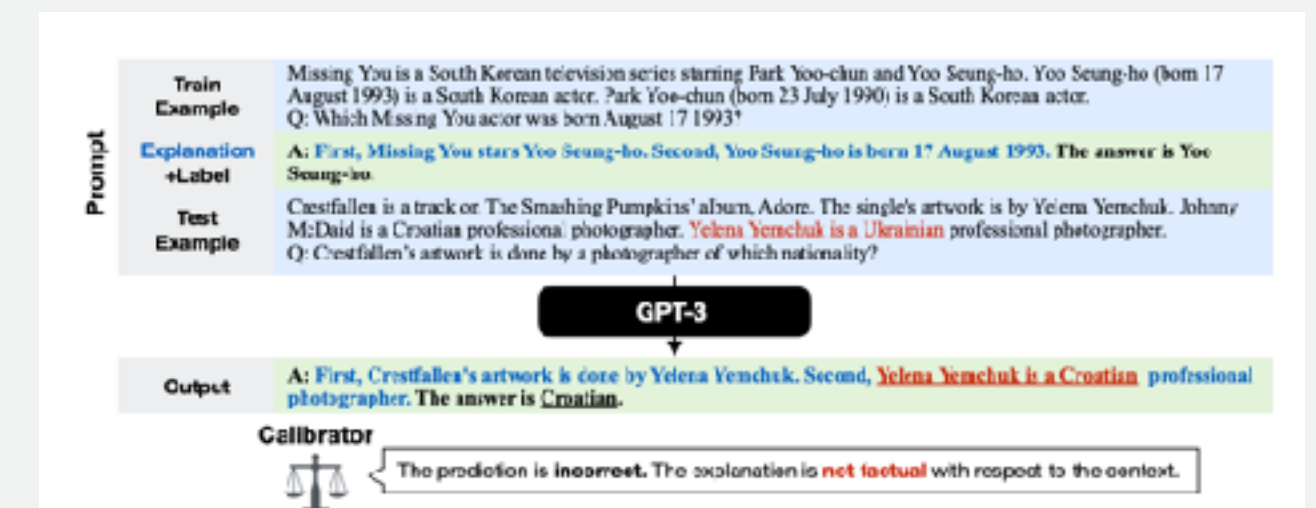 Prompt
Train
Example
Missing You is a South Korean television series starring Park Yoo-chun and Yoo Seung-ho. Yoo Seung-ho (born 17
August 1993) is a South Korean actor. Park Yoo-chun (born 23 July 1990) is a South Korean actor.
Q: Which Missing You actor was born August 17 1993?
Explanation
+Label
A: First, Missing You stars Yoo Seung-ho. Second, Yoo Seung-ho is born 17 August 1993. The answer is Yoo
Seung-ho.
Test
Example
Crestfallen is a track on The Smashing Pumpkins' album, Adore. The single's artwork is by Yelena Yemchuk. Johnny
McDaid is a Croatian professional photographer. Yelena Yemchuk is a Ukrainian professional photographer.
Q: Crestfallen's artwork is done by a photographer of which nationality?
GPT-3
Output
A: First, Crestfallen's artwork is done by Yelena Yemchuk. Second, Yelena Yemchuk is a Croatian professional
photographer. The answer is Croatian.
Calibrator
The prediction is incorrect. The explanation is not factual with respect to the context.